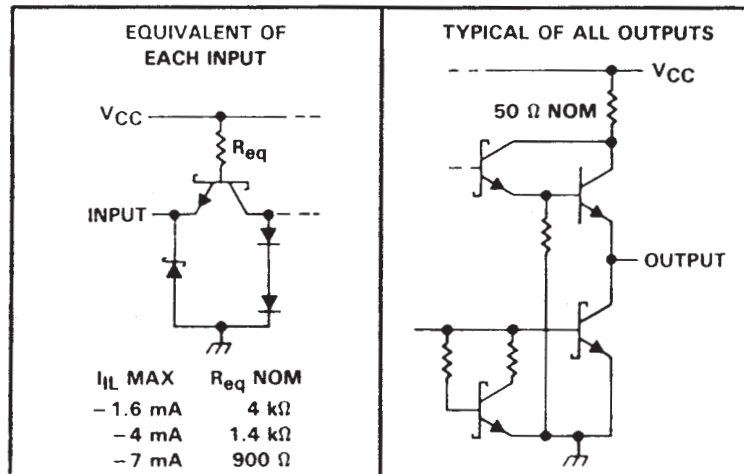 EQUIVALENT OF
EACH INPUT
VCC
Req
INPUT
IIL MAX Req NOM
−1.6 mA 4 kΩ
−4 mA 1.4 kΩ
−7 mA 900 Ω
TYPICAL OF ALL OUTPUTS
VCC
50 Ω NOM
OUTPUT